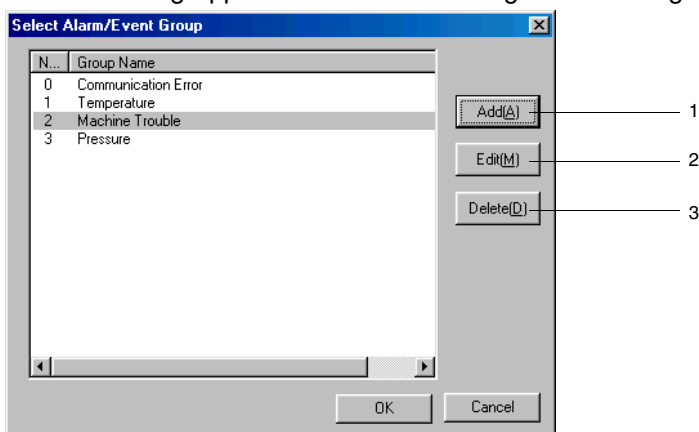 Select Alarm/Event Group
N... Group Name
0 Communication Error
1 Temperature
2 Machine Trouble
3 Pressure
Add(A) 1
Edit(M) 2
Delete(D) 3
OK Cancel